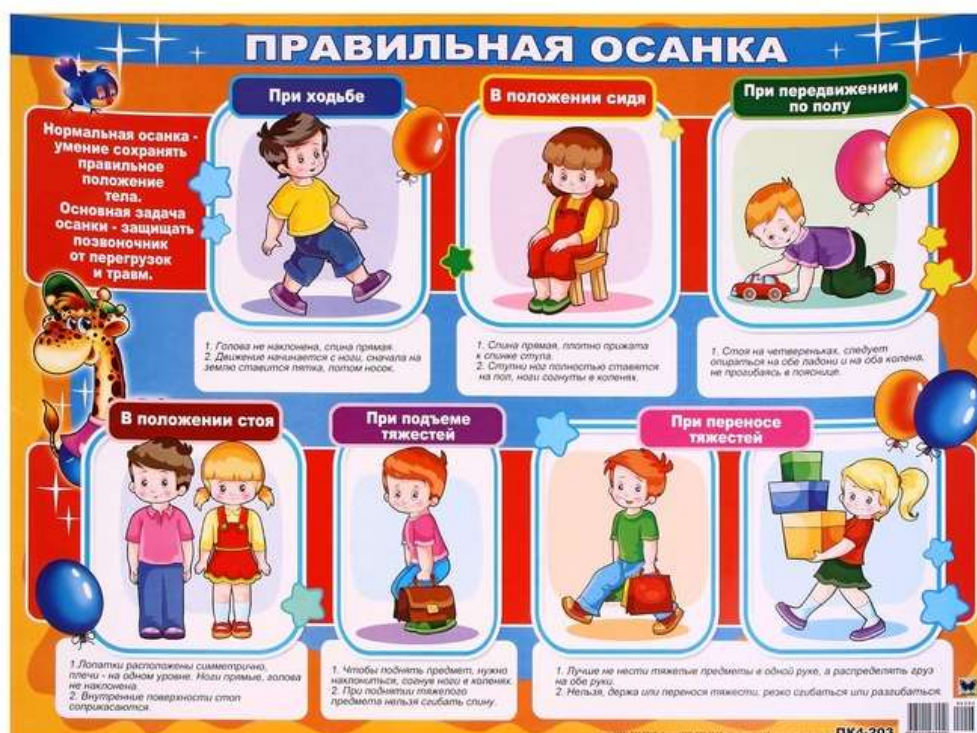 ПРАВИЛЬНАЯ ОСАНКА
Нормальная осанка -
умение сохранять
правильное
положение
тела.
Основная задача
осанки - защищать
позвоночник
от перегрузок
и травм.
При ходьбе
1. Голова не наклонена, спина прямая.
2. Движение начинается с ноги, сначала на
землю ставится пятка, потом носок.
В положении сидя
1. Спина прямая, плотно прижата
к спинке стула.
2. Ступни ног полностью ставятся
на пол, ноги согнуты в коленях.
При передвижении
по полу
1. Стоя на четвереньках, следует
опираться на обе ладони и на оба колена,
не прогибаясь в пояснице.
В положении стоя
1.Лопатки расположены симметрично,
плечи - на одном уровне. Ноги прямые, голова
не наклонена.
2. Внутренние поверхности стоп
соприкасаются.
При подъеме
тяжестей
1. Чтобы поднять предмет, нужно
наклониться, согнув ноги в коленях.
2. При поднятии тяжелого
предмета нельзя сгибать спину.
При переносе
тяжестей
1. Лучше не нести тяжелые предметы в одной руке, а распределять груз
на обе руки.
2. Нельзя, держа или перенося тяжести, резко сгибаться или разгибаться.
ПК4-203